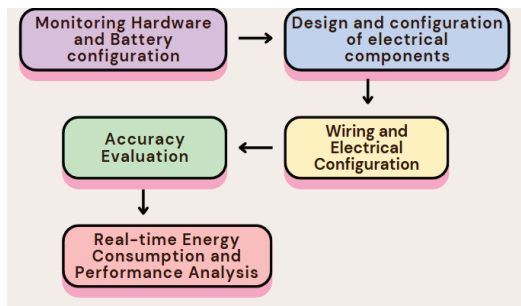 Monitoring Hardware
and Battery
configuration
Design and configuration
of electrical
components
Wiring and
Electrical
Configuration
Accuracy
Evaluation
Real-time Energy
Consumption and
Performance Analysis